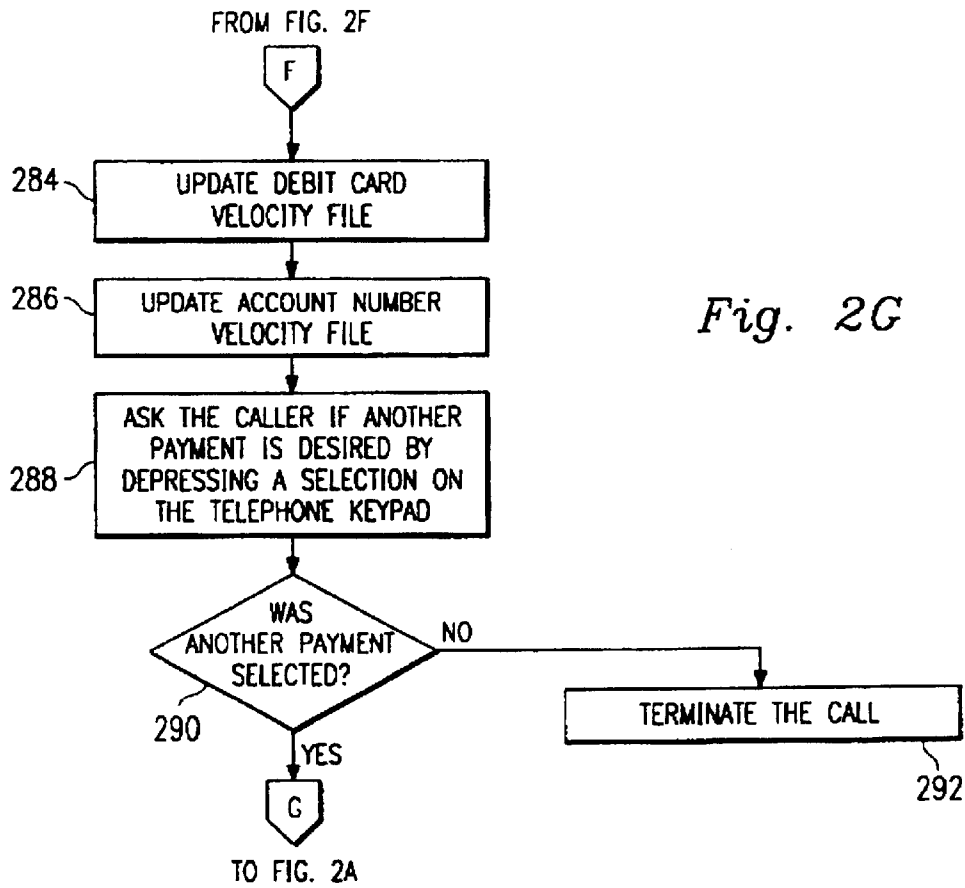 FROM FIG. 2F
F
284
UPDATE DEBIT CARD
VELOCITY FILE
286
UPDATE ACCOUNT NUMBER
VELOCITY FILE
Fig. 2G
288
ASK THE CALLER IF ANOTHER
PAYMENT IS DESIRED BY
DEPRESSING A SELECTION ON
THE TELEPHONE KEYPAD
WAS
ANOTHER PAYMENT
SELECTED?
NO
290
TERMINATE THE CALL
292
YES
G
TO FIG. 2A